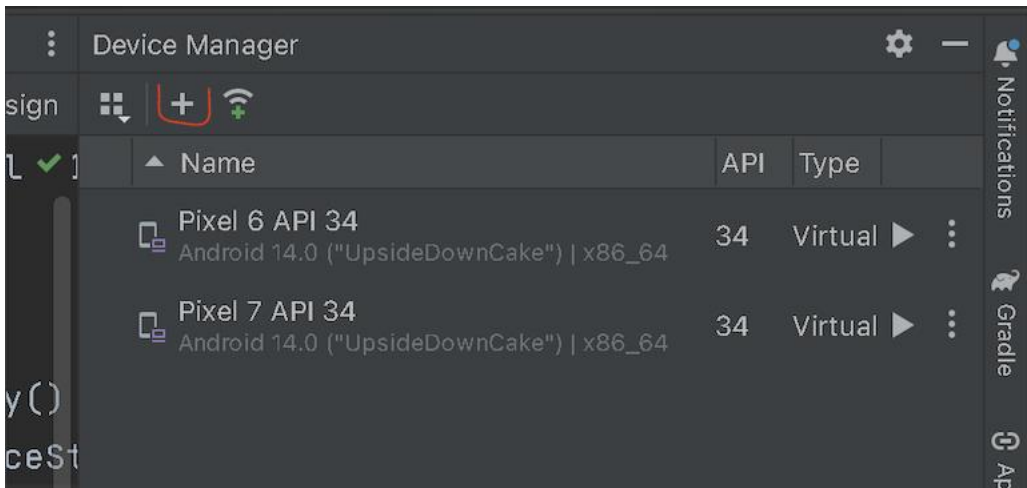 Device Manager
sign
Name API Type
Pixel 6 API 34
Android 14.0 ("UpsideDownCake") | x86_64
34 Virtual
Pixel 7 API 34
Android 14.0 ("UpsideDownCake") | x86_64
34 Virtual
y()
ceSt
Notifications
Gradle
Ap